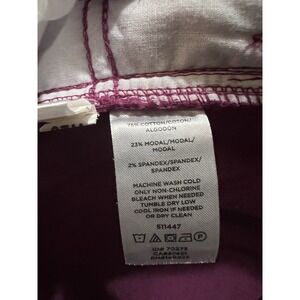 75% COTTON/COTON/
ALGODON
23% MODAL/MODAL/
MODAL
2% SPANDEX/SPANDEX/
SPANDEX
MACHINE WASH COLD
ONLY NON-CHLORINE
BLEACH WHEN NEEDED
TUMBLE DRY LOW
COOL IRON IF NEEDED
OR DRY CLEAN
511447